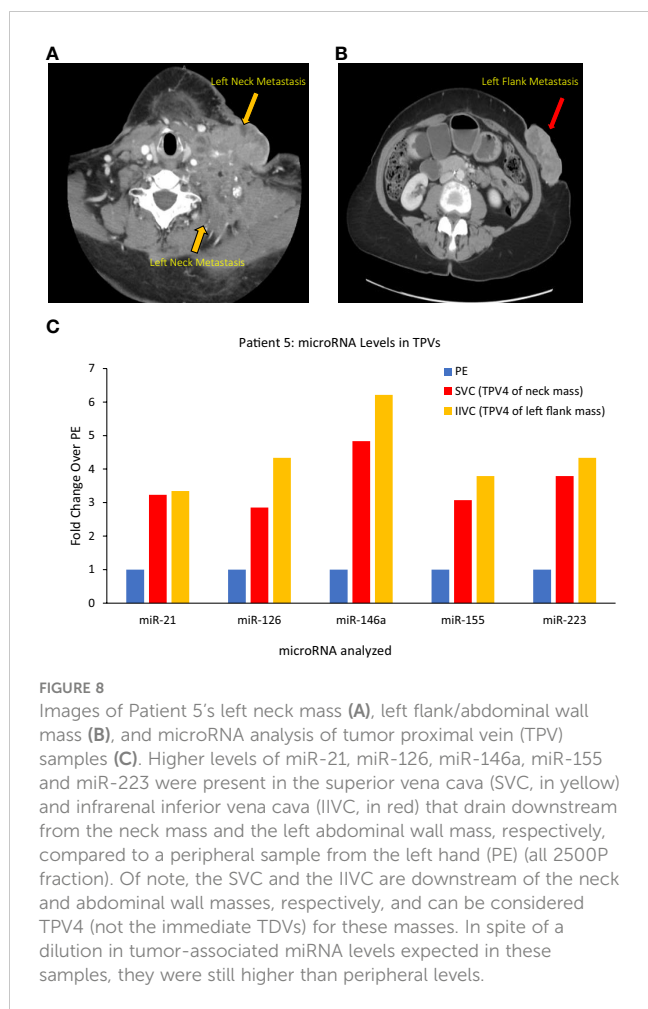 A
B
Left Neck Metastasis
Left Flank Metastasis
Left Neck Metastasis
C
Patient 5: microRNA Levels in TPVs
7
6
5
4
3
2
1
0
Fold Change Over PE
PE
SVC (TPV4 of neck mass)
IIVC (TPV4 of left flank mass)
miR-21
miR-126
miR-146a
miR-155
miR-223
microRNA analyzed
FIGURE 8
Images of Patient 5's left neck mass (A), left flank/abdominal wall
mass (B), and microRNA analysis of tumor proximal vein (TPV)
samples (C). Higher levels of miR-21, miR-126, miR-146a, miR-155
and miR-223 were present in the superior vena cava (SVC, in yellow)
and infrarenal inferior vena cava (IIVC, in red) that drain downstream
from the neck mass and the left abdominal wall mass, respectively,
compared to a peripheral sample from the left hand (PE) (all 2500P
fraction). Of note, the SVC and the IIVC are downstream of the neck
and abdominal wall masses, respectively, and can be considered
TPV4 (not the immediate TDVs) for these masses. In spite of a
dilution in tumor-associated miRNA levels expected in these
samples, they were still higher than peripheral levels.